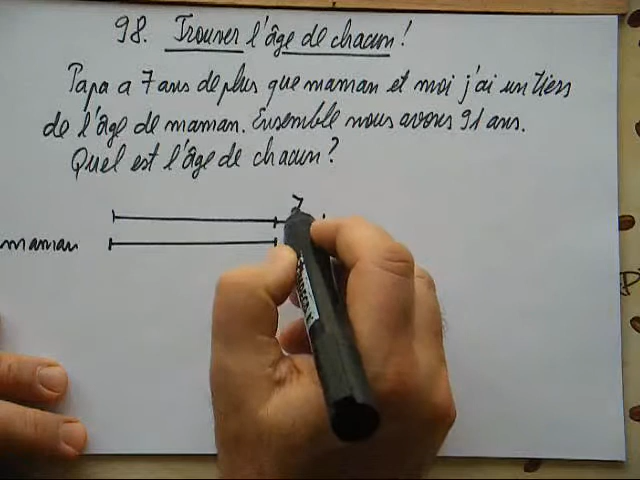 98. Trouver l'âge de chacun!
Papa a 7 ans de plus que maman et moi j'ai un tiers
de l'âge de maman. Ensemble nous avons 91 ans.
Quel est l'âge de chacun?
7
maman